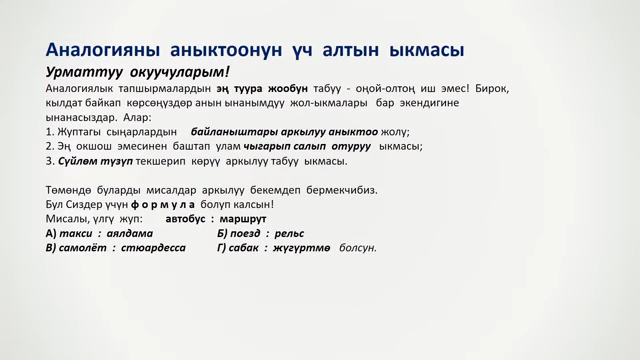 Аналогияны аныктоонун үч алтын ыкмасы
Урматтуу окуучуларым!
Аналогиялык тапшырмалардын эң туура жообун табуу - оңой-олтоң иш эмес! Бирок,
кылдат байкап көрсөңүздөр анын ынанымдуу жол-ыкмалары бар экендигине
ынанасыздар. Алар:
1. Жуптагы сыңарлардын байланыштары аркылуу аныктоо жолу;
2. Эң окшош эмесинен баштап улам чыгарып салып отуруу ыкмасы;
3. Сүйлөм түзүп текшерип көрүү аркылуу табуу ыкмасы.
Төмөндө буларды мисалдар аркылуу бекемдеп бермекчибиз.
Бул Сиздер үчүн ф о р м у л а болуп калсын!
Мисалы, үлгү жуп: автобус : маршрут
А) такси : аялдама Б) поезд : рельс
В) самолёт : стюардесса Г) сабак : жүгүртмө болсун.